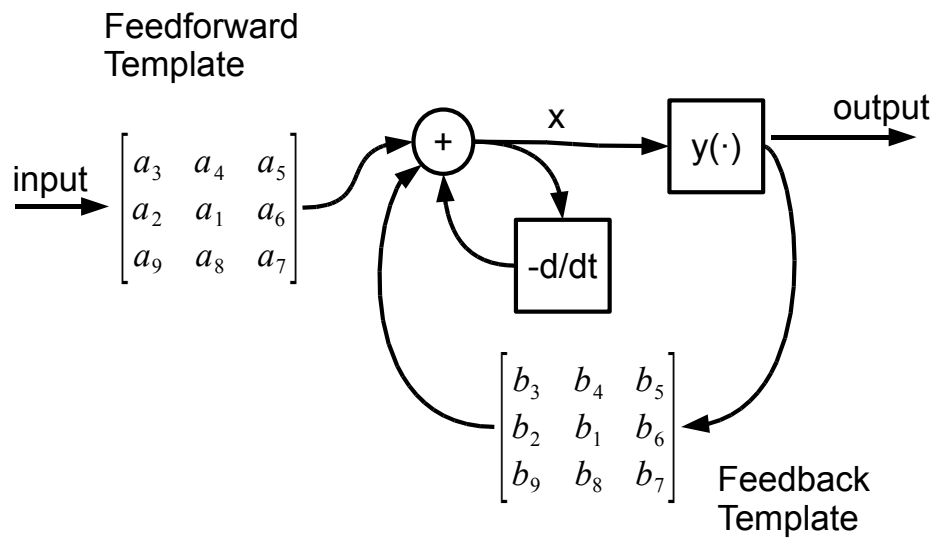 Feedforward
Template
input
a₃ a₄ a₅
a₂ a₁ a₆
a₉ a₈ a₇
+
x
y(·)
output
-d/dt
b₃ b₄ b₅
b₂ b₁ b₆
b₉ b₈ b₇
Feedback
Template